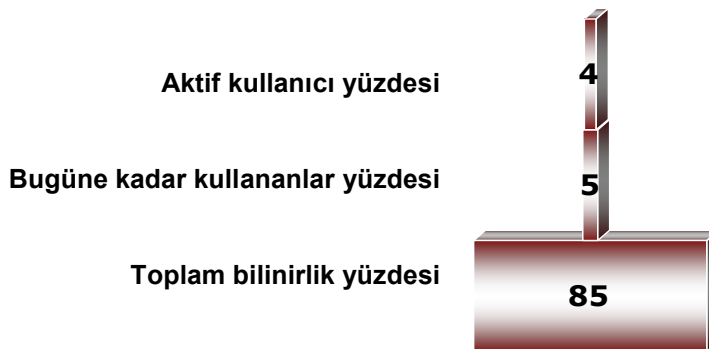 Aktif kullanıcı yüzdesi
4
Bugüne kadar kullananlar yüzdesi
5
Toplam bilinirlik yüzdesi
85